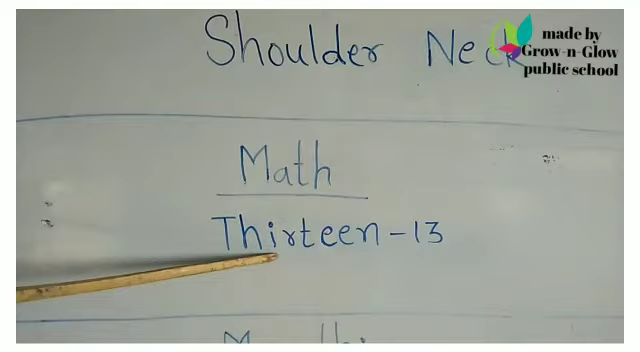 Shoulder Neck
made by
Grow-n-Glow
public school
Math
Thirteen - 13